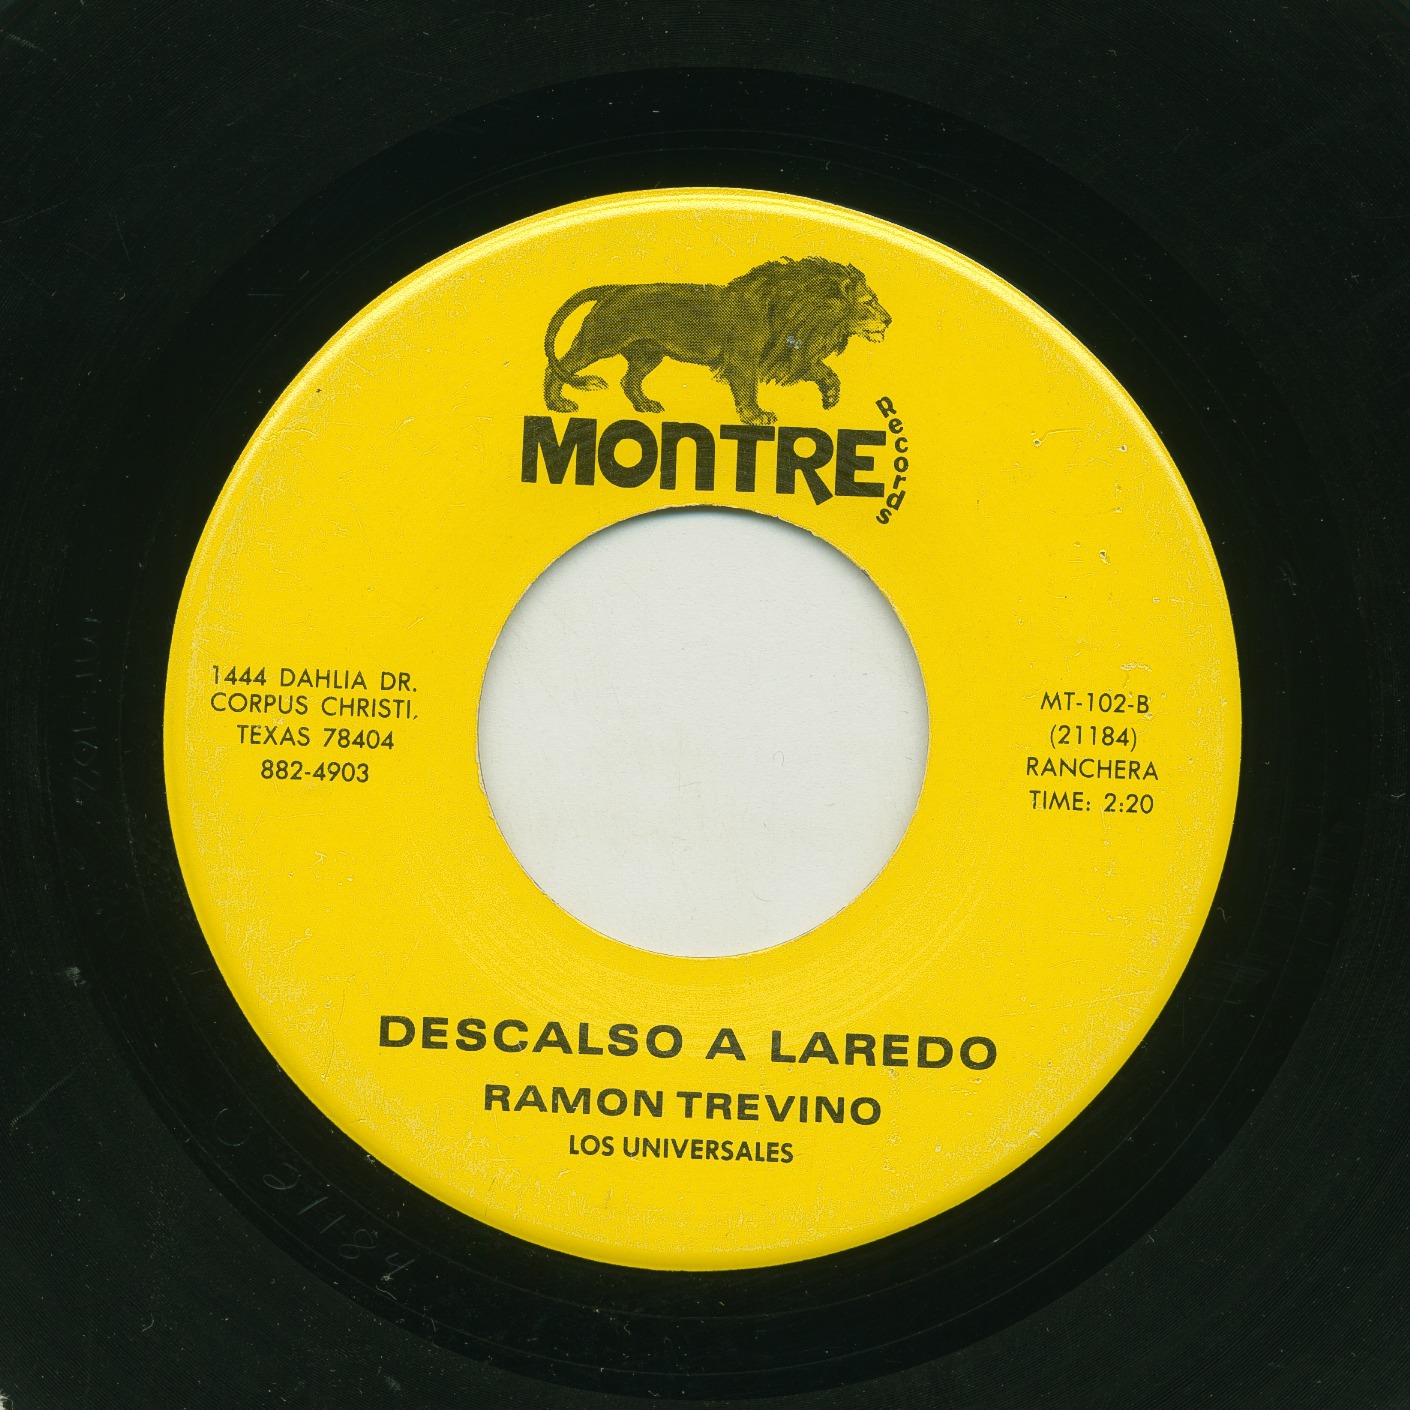 MONTRE
Records
1444 DAHLIA DR.
CORPUS CHRISTI,
TEXAS 78404
882-4903
MT-102-B
(21184)
RANCHERA
TIME: 2:20
DESCALSO A LAREDO
RAMON TREVINO
LOS UNIVERSALES
21184